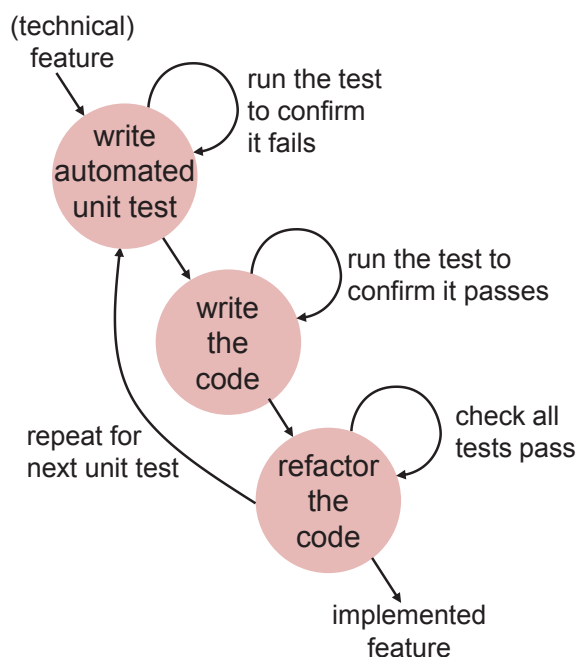 (technical)
feature
run the test
to confirm
it fails
write
automated
unit test
run the test to
confirm it passes
write
the
code
check all
tests pass
repeat for
next unit test
refactor
the
code
implemented
feature